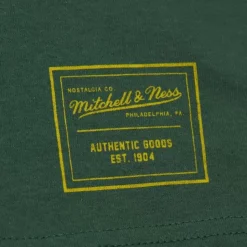 NOSTALGIA CO.
Mitchell & Ness
PHILADELPHIA, PA
AUTHENTIC GOODS
EST. 1904